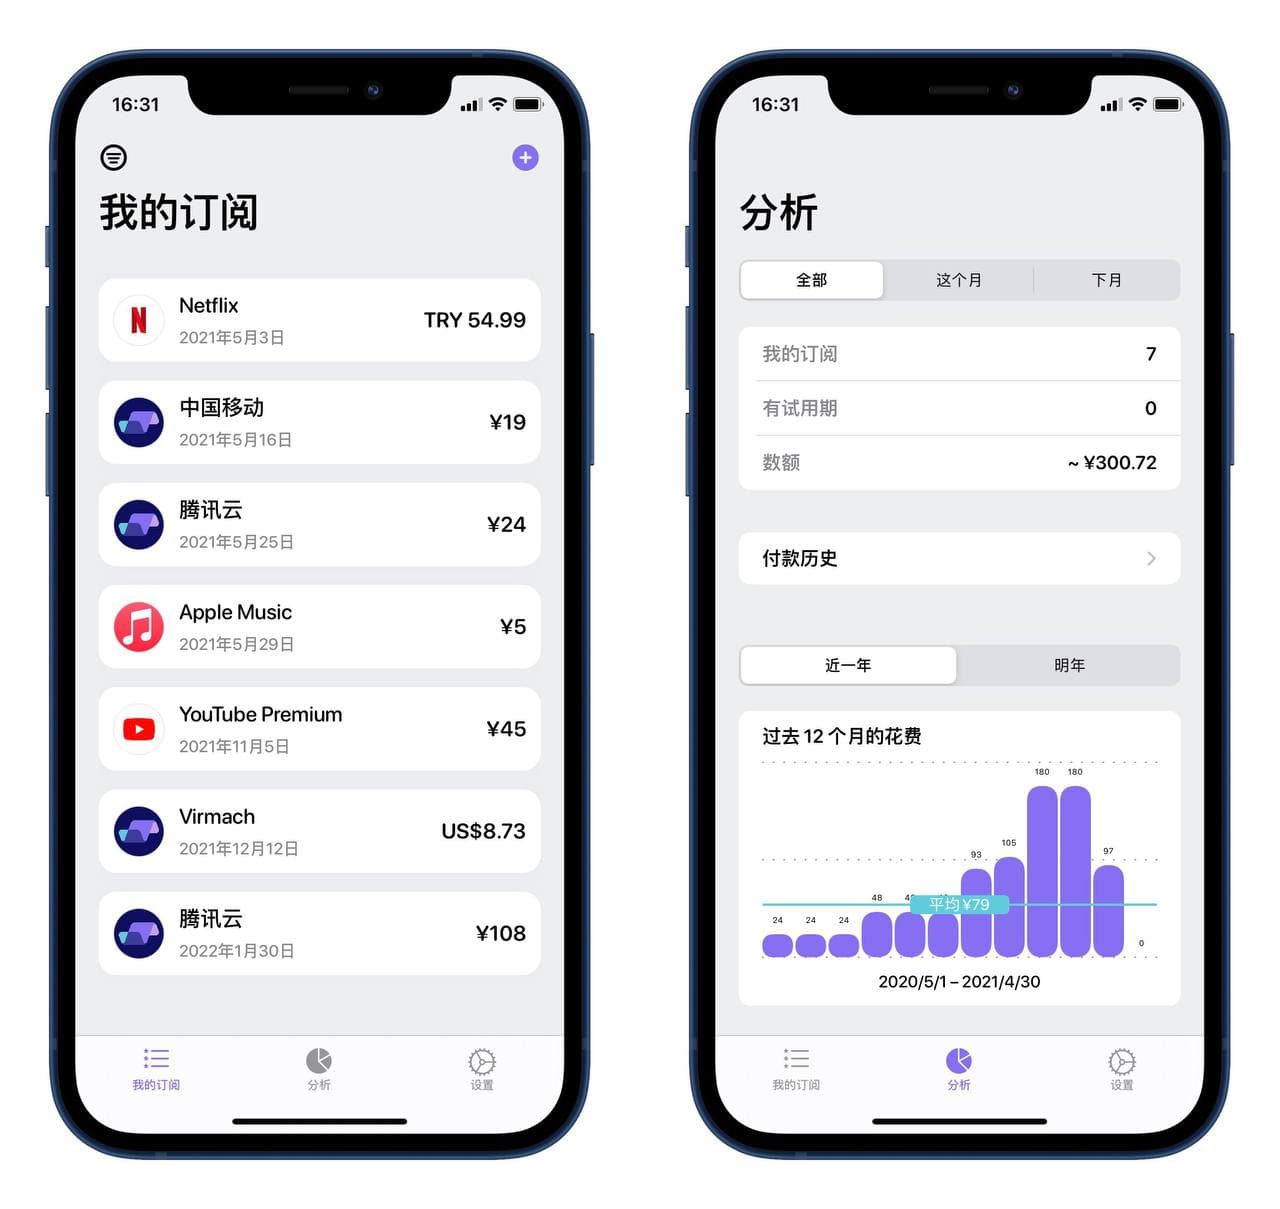 16:31
我的订阅
Netflix
TRY 54.99
2021年5月3日
中国移动
¥19
2021年5月16日
腾讯云
¥24
2021年5月25日
Apple Music
¥5
2021年5月29日
YouTube Premium
¥45
2021年11月5日
Virmach
US$8.73
2021年12月12日
腾讯云
¥108
2022年1月30日
我的订阅
分析
设置
16:31
分析
全部
这个月
下月
我的订阅
7
有试用期
0
数额
~ ¥300.72
付款历史
近一年
明年
过去 12 个月的花费
180
180
105
97
93
48
平均 ¥79
24
24
24
0
2020/5/1 – 2021/4/30
我的订阅
分析
设置